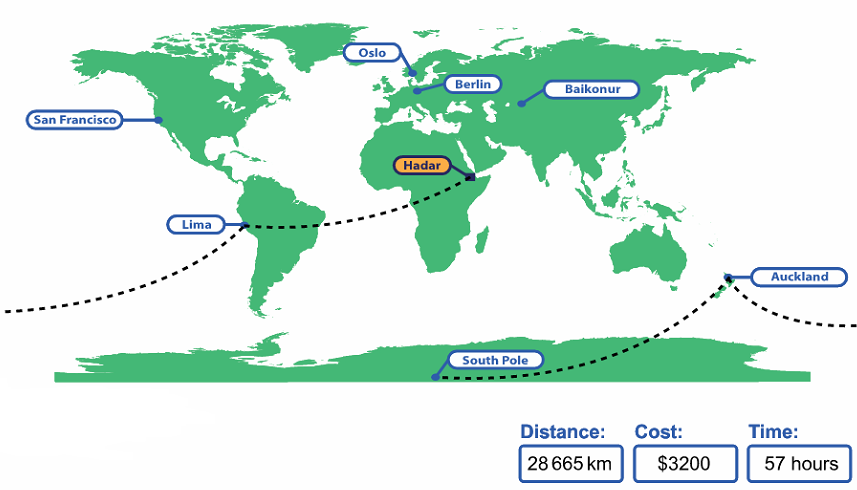 Oslo
Berlin
Baikonur
San Francisco
Hadar
Lima
Auckland
South Pole
Distance: Cost: Time:
28 665 km $3200 57 hours